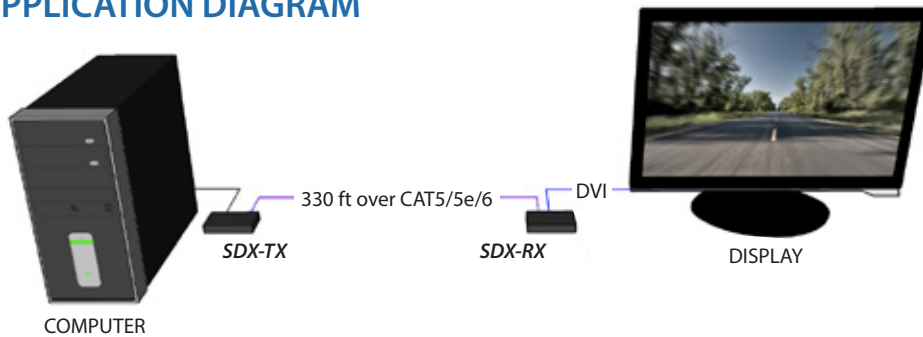 PPLICATION DIAGRAM
330 ft over CAT5/5e/6
DVI
SDX-TX
SDX-RX
DISPLAY
COMPUTER